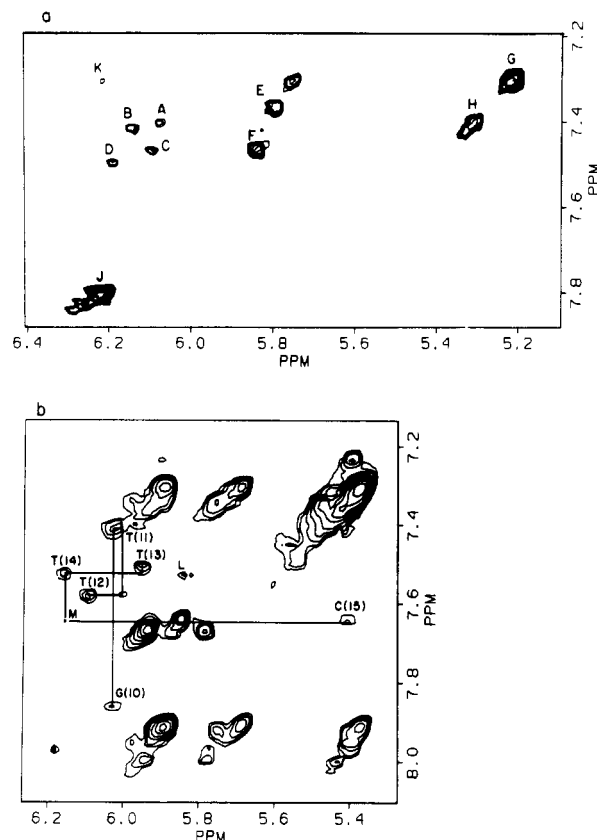 a
K
G
7.2
E
B
A
H
7.4
F
D
C
7.6
J
7.8
PPM
6.4
6.2
6.0
5.8
5.6
5.4
5.2
PPM
b
7.2
7.4
T(11)
T(14)
T(13)
L
T(12)
7.6
M
C(15)
PPM
G(10)
7.8
8.0
6.2
6.0
5.8
5.6
5.4
PPM